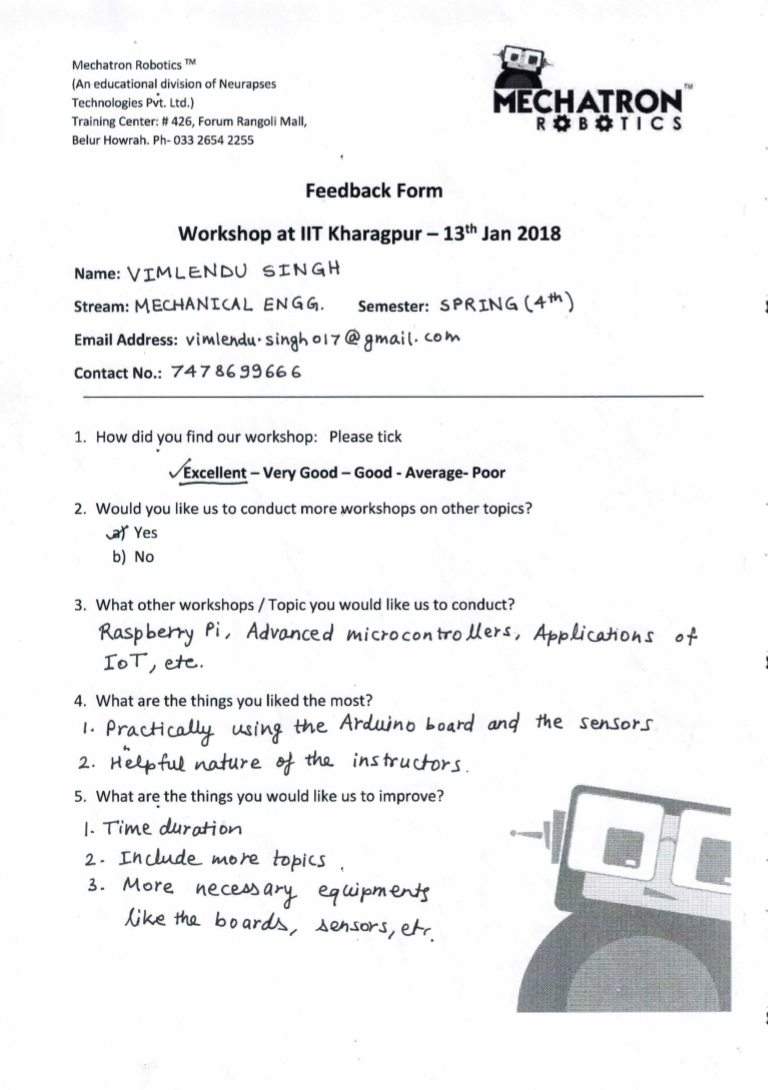 Mechatron Robotics ™
(An educational division of Neurapses
Technologies Pvt. Ltd.)
Training Center: # 426, Forum Rangoli Mall,
Belur Howrah. Ph- 033 2654 2255
MECHATRON™
ROBOTICS
Feedback Form
Workshop at IIT Kharagpur – 13th Jan 2018
Name: VIMLENDU SINGH
Stream: MECHANICAL ENGG. Semester: SPRING (4th)
Email Address: vimlendu.singh017@gmail.com
Contact No.: 7478699666
1. How did you find our workshop: Please tick
✓Excellent – Very Good – Good - Average- Poor
2. Would you like us to conduct more workshops on other topics?
a) Yes
b) No
3. What other workshops / Topic you would like us to conduct?
Raspberry Pi, Advanced microcontrollers, Applications of
IoT, etc.
4. What are the things you liked the most?
1. Practically using the Arduino board and the sensors
2. Helpful nature of the instructors.
5. What are the things you would like us to improve?
1. Time duration
2. Include more topics
3. More necessary equipments
like the boards, sensors, etc.